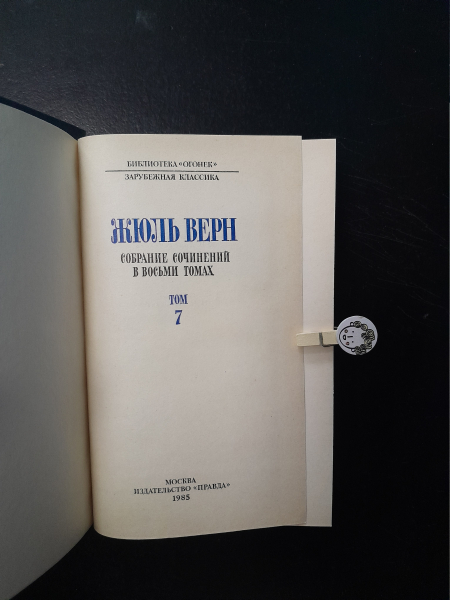 БИБЛИОТЕКА «ОГОНЕК»
ЗАРУБЕЖНАЯ КЛАССИКА
ЖЮЛЬ ВЕРН
СОБРАНИЕ СОЧИНЕНИЙ
В ВОСЬМИ ТОМАХ
ТОМ
7
МОСКВА
ИЗДАТЕЛЬСТВО «ПРАВДА»
1985